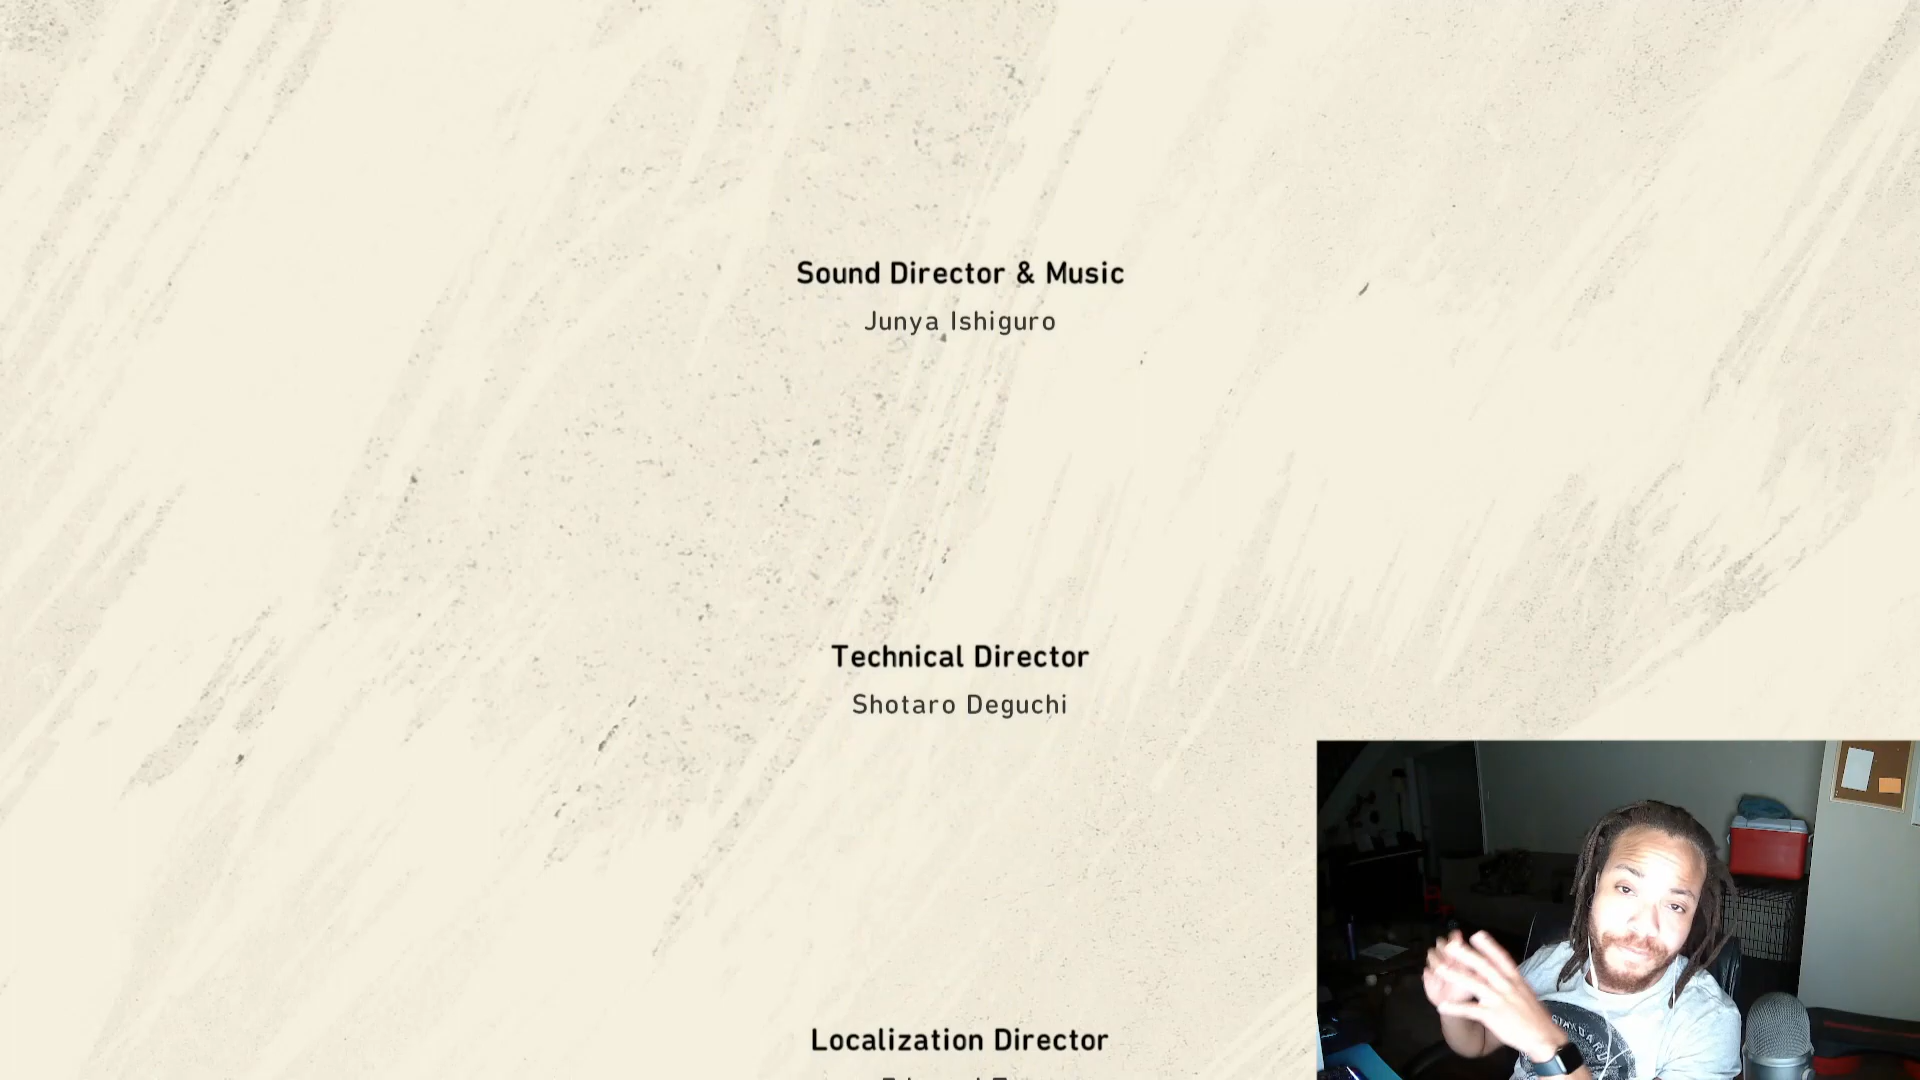 Sound Director & Music
Junya Ishiguro
Technical Director
Shotaro Deguchi
Localization Director